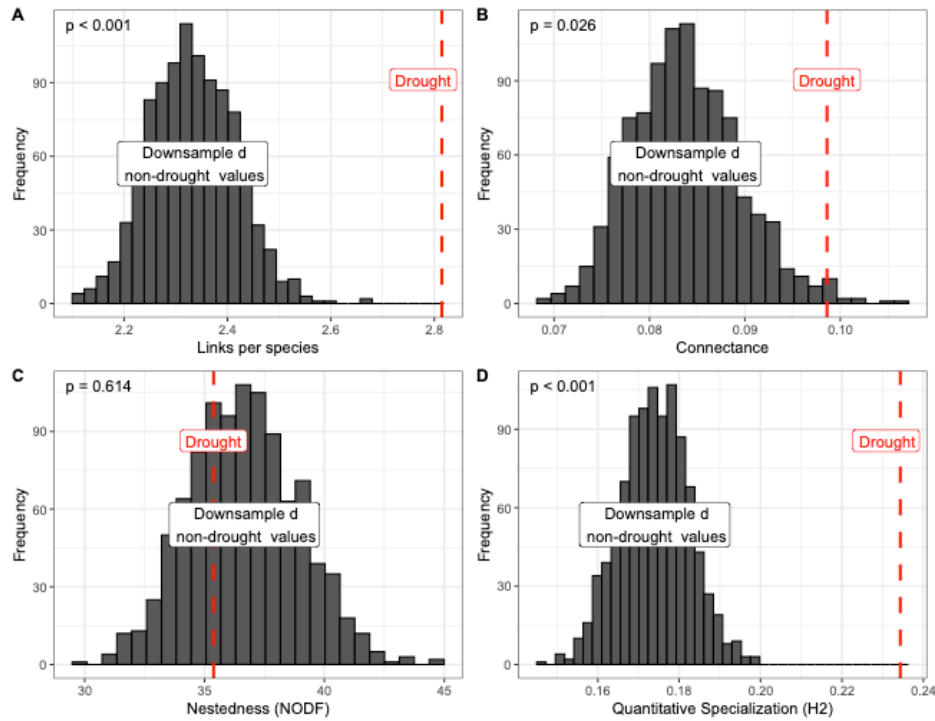 A
p < 0.001
Drought
Downsample d
non-drought values
Frequency
90
60
30
0
2.2
2.4
2.6
2.8
Links per species
B
p = 0.026
Drought
Downsample d
non-drought values
Frequency
90
60
30
0
0.07
0.08
0.09
0.10
Connectance
C
p = 0.614
Drought
Downsample d
non-drought values
Frequency
90
60
30
0
30
35
40
45
Nestedness (NODF)
D
p < 0.001
Drought
Downsample d
non-drought values
Frequency
90
60
30
0
0.16
0.18
0.20
0.22
0.24
Quantitative Specialization (H2)